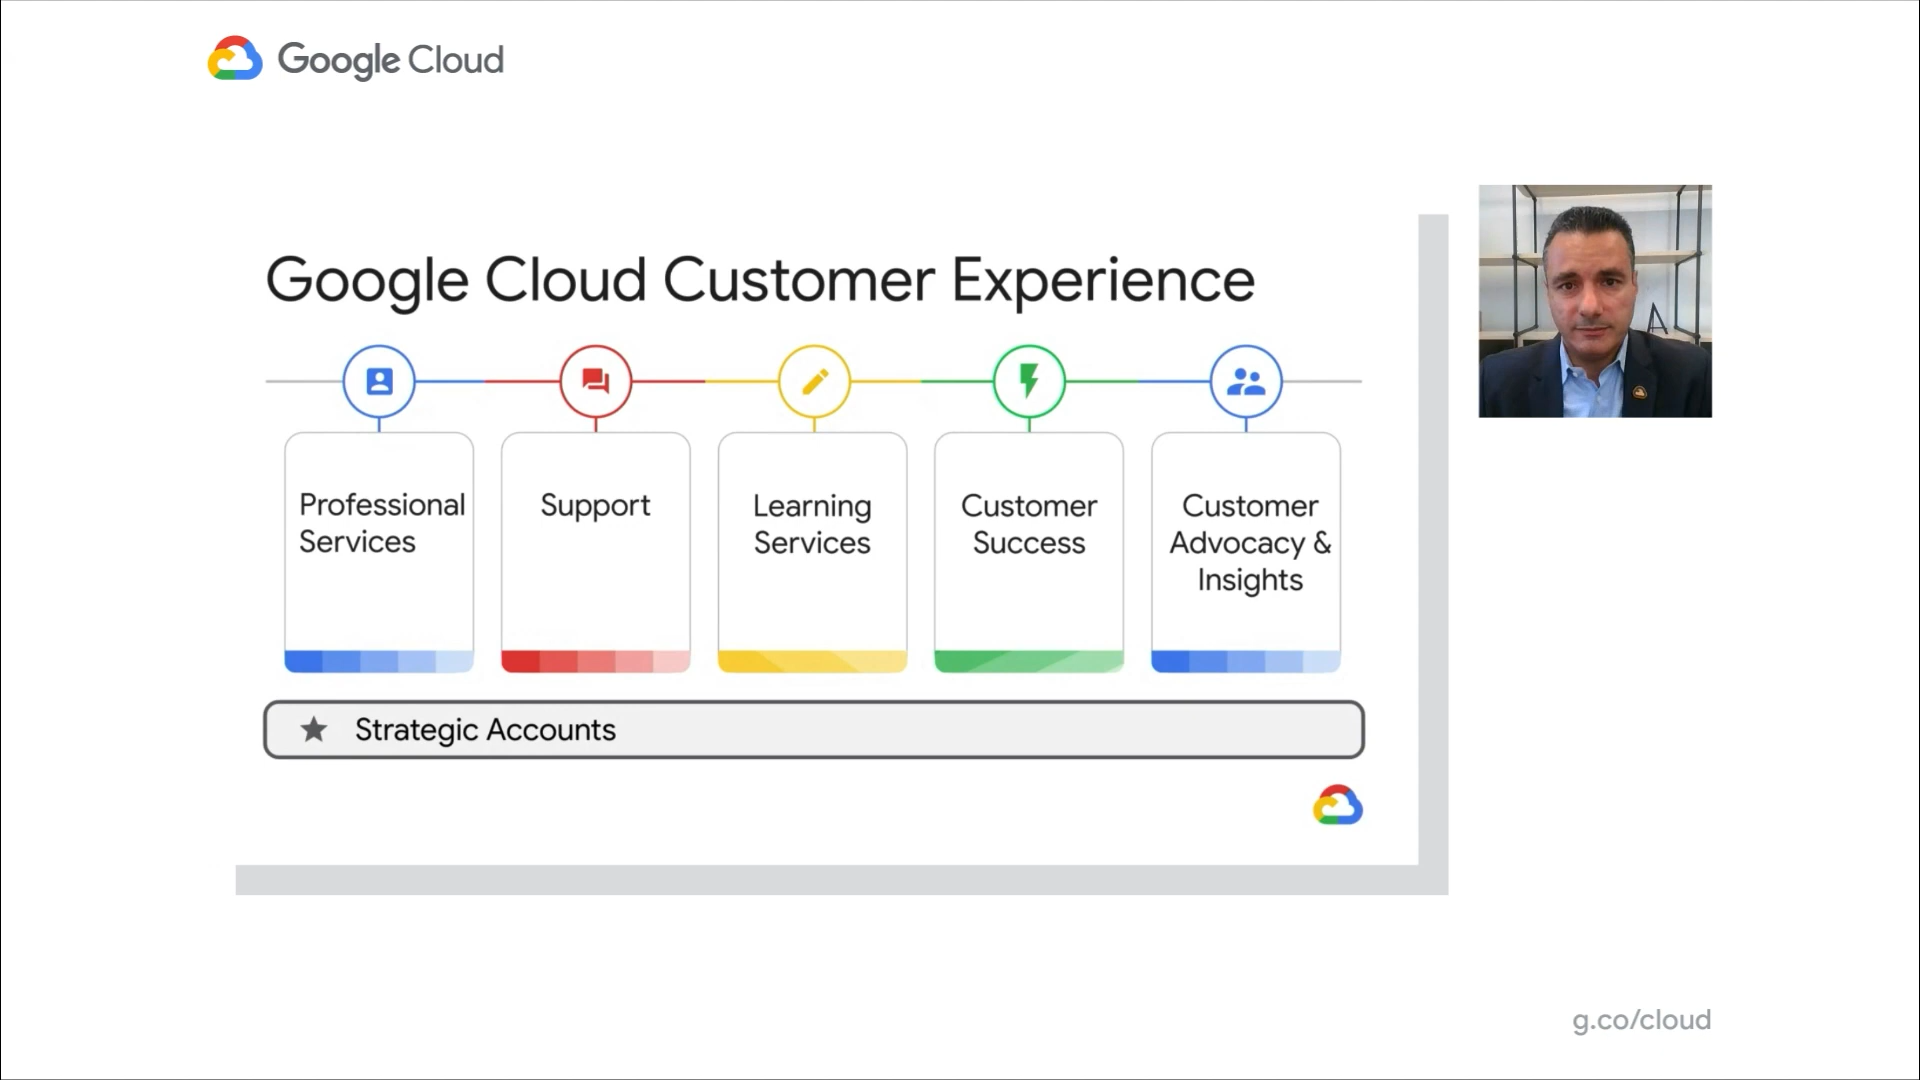 Google Cloud
Google Cloud Customer Experience
Professional
Services
Support
Learning
Services
Customer
Success
Customer
Advocacy &
Insights
Strategic Accounts
g.co/cloud